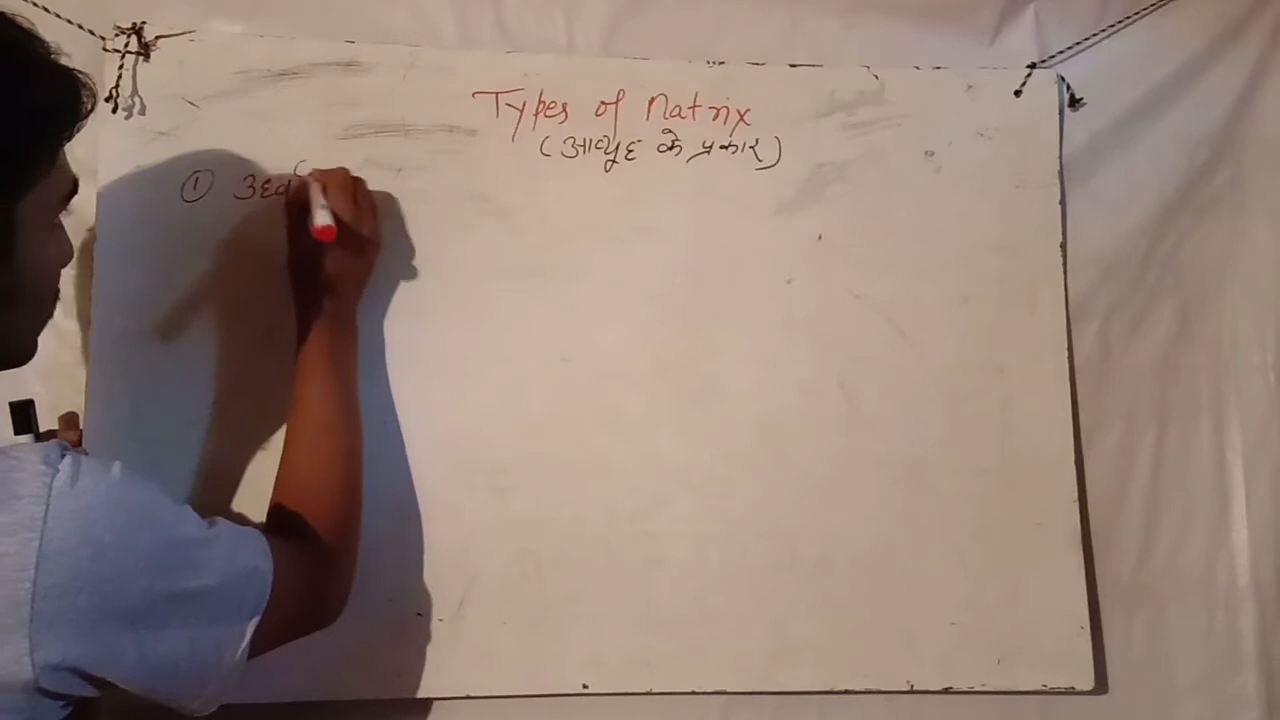 Types of Matrix
(आव्यूह के प्रकार)
①